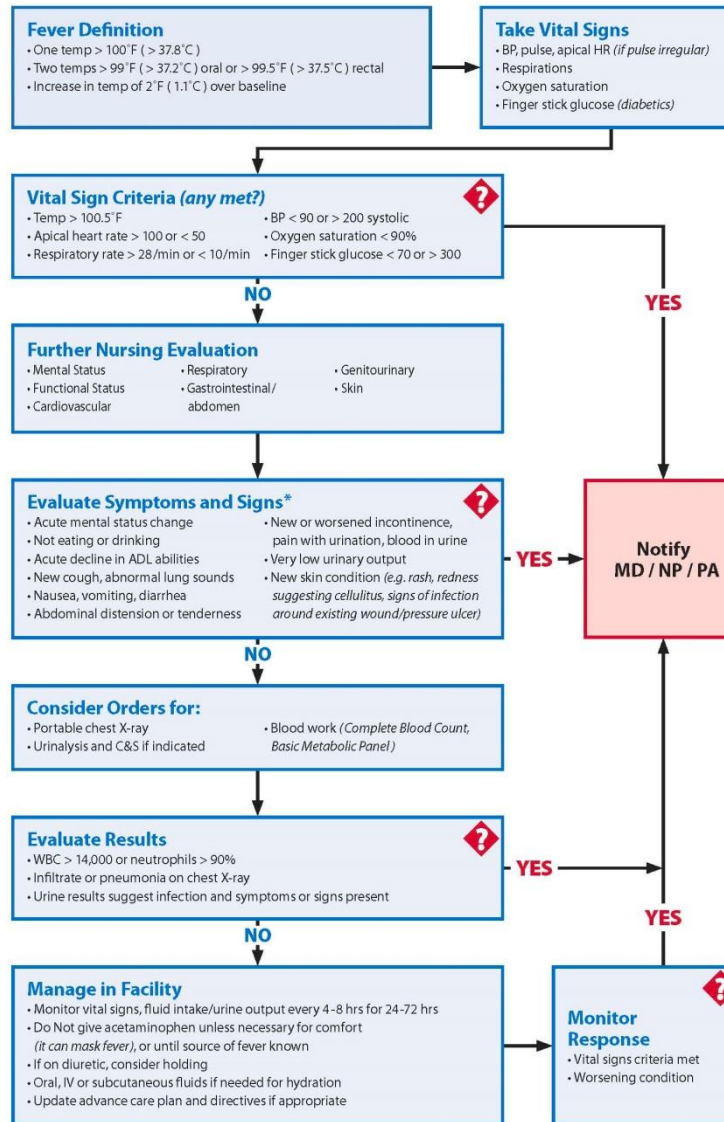 Fever Definition
• One temp > 100˚F ( > 37.8˚C )
• Two temps > 99˚F ( > 37.2˚C ) oral or > 99.5˚F ( > 37.5˚C ) rectal
• Increase in temp of 2˚F ( 1.1˚C ) over baseline
Take Vital Signs
• BP, pulse, apical HR (if pulse irregular)
• Respirations
• Oxygen saturation
• Finger stick glucose (diabetics)
Vital Sign Criteria (any met?)
?
• Temp > 100.5˚F
• Apical heart rate > 100 or < 50
• Respiratory rate > 28/min or < 10/min
• BP < 90 or > 200 systolic
• Oxygen saturation < 90%
• Finger stick glucose < 70 or > 300
YES
NO
Further Nursing Evaluation
• Mental Status
• Functional Status
• Cardiovascular
• Respiratory
• Gastrointestinal/
abdomen
• Genitourinary
• Skin
Evaluate Symptoms and Signs*
?
• Acute mental status change
• Not eating or drinking
• Acute decline in ADL abilities
• New cough, abnormal lung sounds
• Nausea, vomiting, diarrhea
• Abdominal distension or tenderness
• New or worsened incontinence,
pain with urination, blood in urine
• Very low urinary output
• New skin condition (e.g. rash, redness
suggesting cellulitus, signs of infection
around existing wound/pressure ulcer)
YES
Notify
MD / NP / PA
NO
Consider Orders for:
• Portable chest X-ray
• Urinalysis and C&S if indicated
• Blood work (Complete Blood Count,
Basic Metabolic Panel )
Evaluate Results
?
• WBC > 14,000 or neutrophils > 90%
• Infiltrate or pneumonia on chest X-ray
• Urine results suggest infection and symptoms or signs present
YES
YES
NO
Manage in Facility
• Monitor vital signs, fluid intake/urine output every 4-8 hrs for 24-72 hrs
• Do Not give acetaminophen unless necessary for comfort
(it can mask fever), or until source of fever known
• If on diuretic, consider holding
• Oral, IV or subcutaneous fluids if needed for hydration
• Update advance care plan and directives if appropriate
?
Monitor
Response
• Vital signs criteria met
• Worsening condition